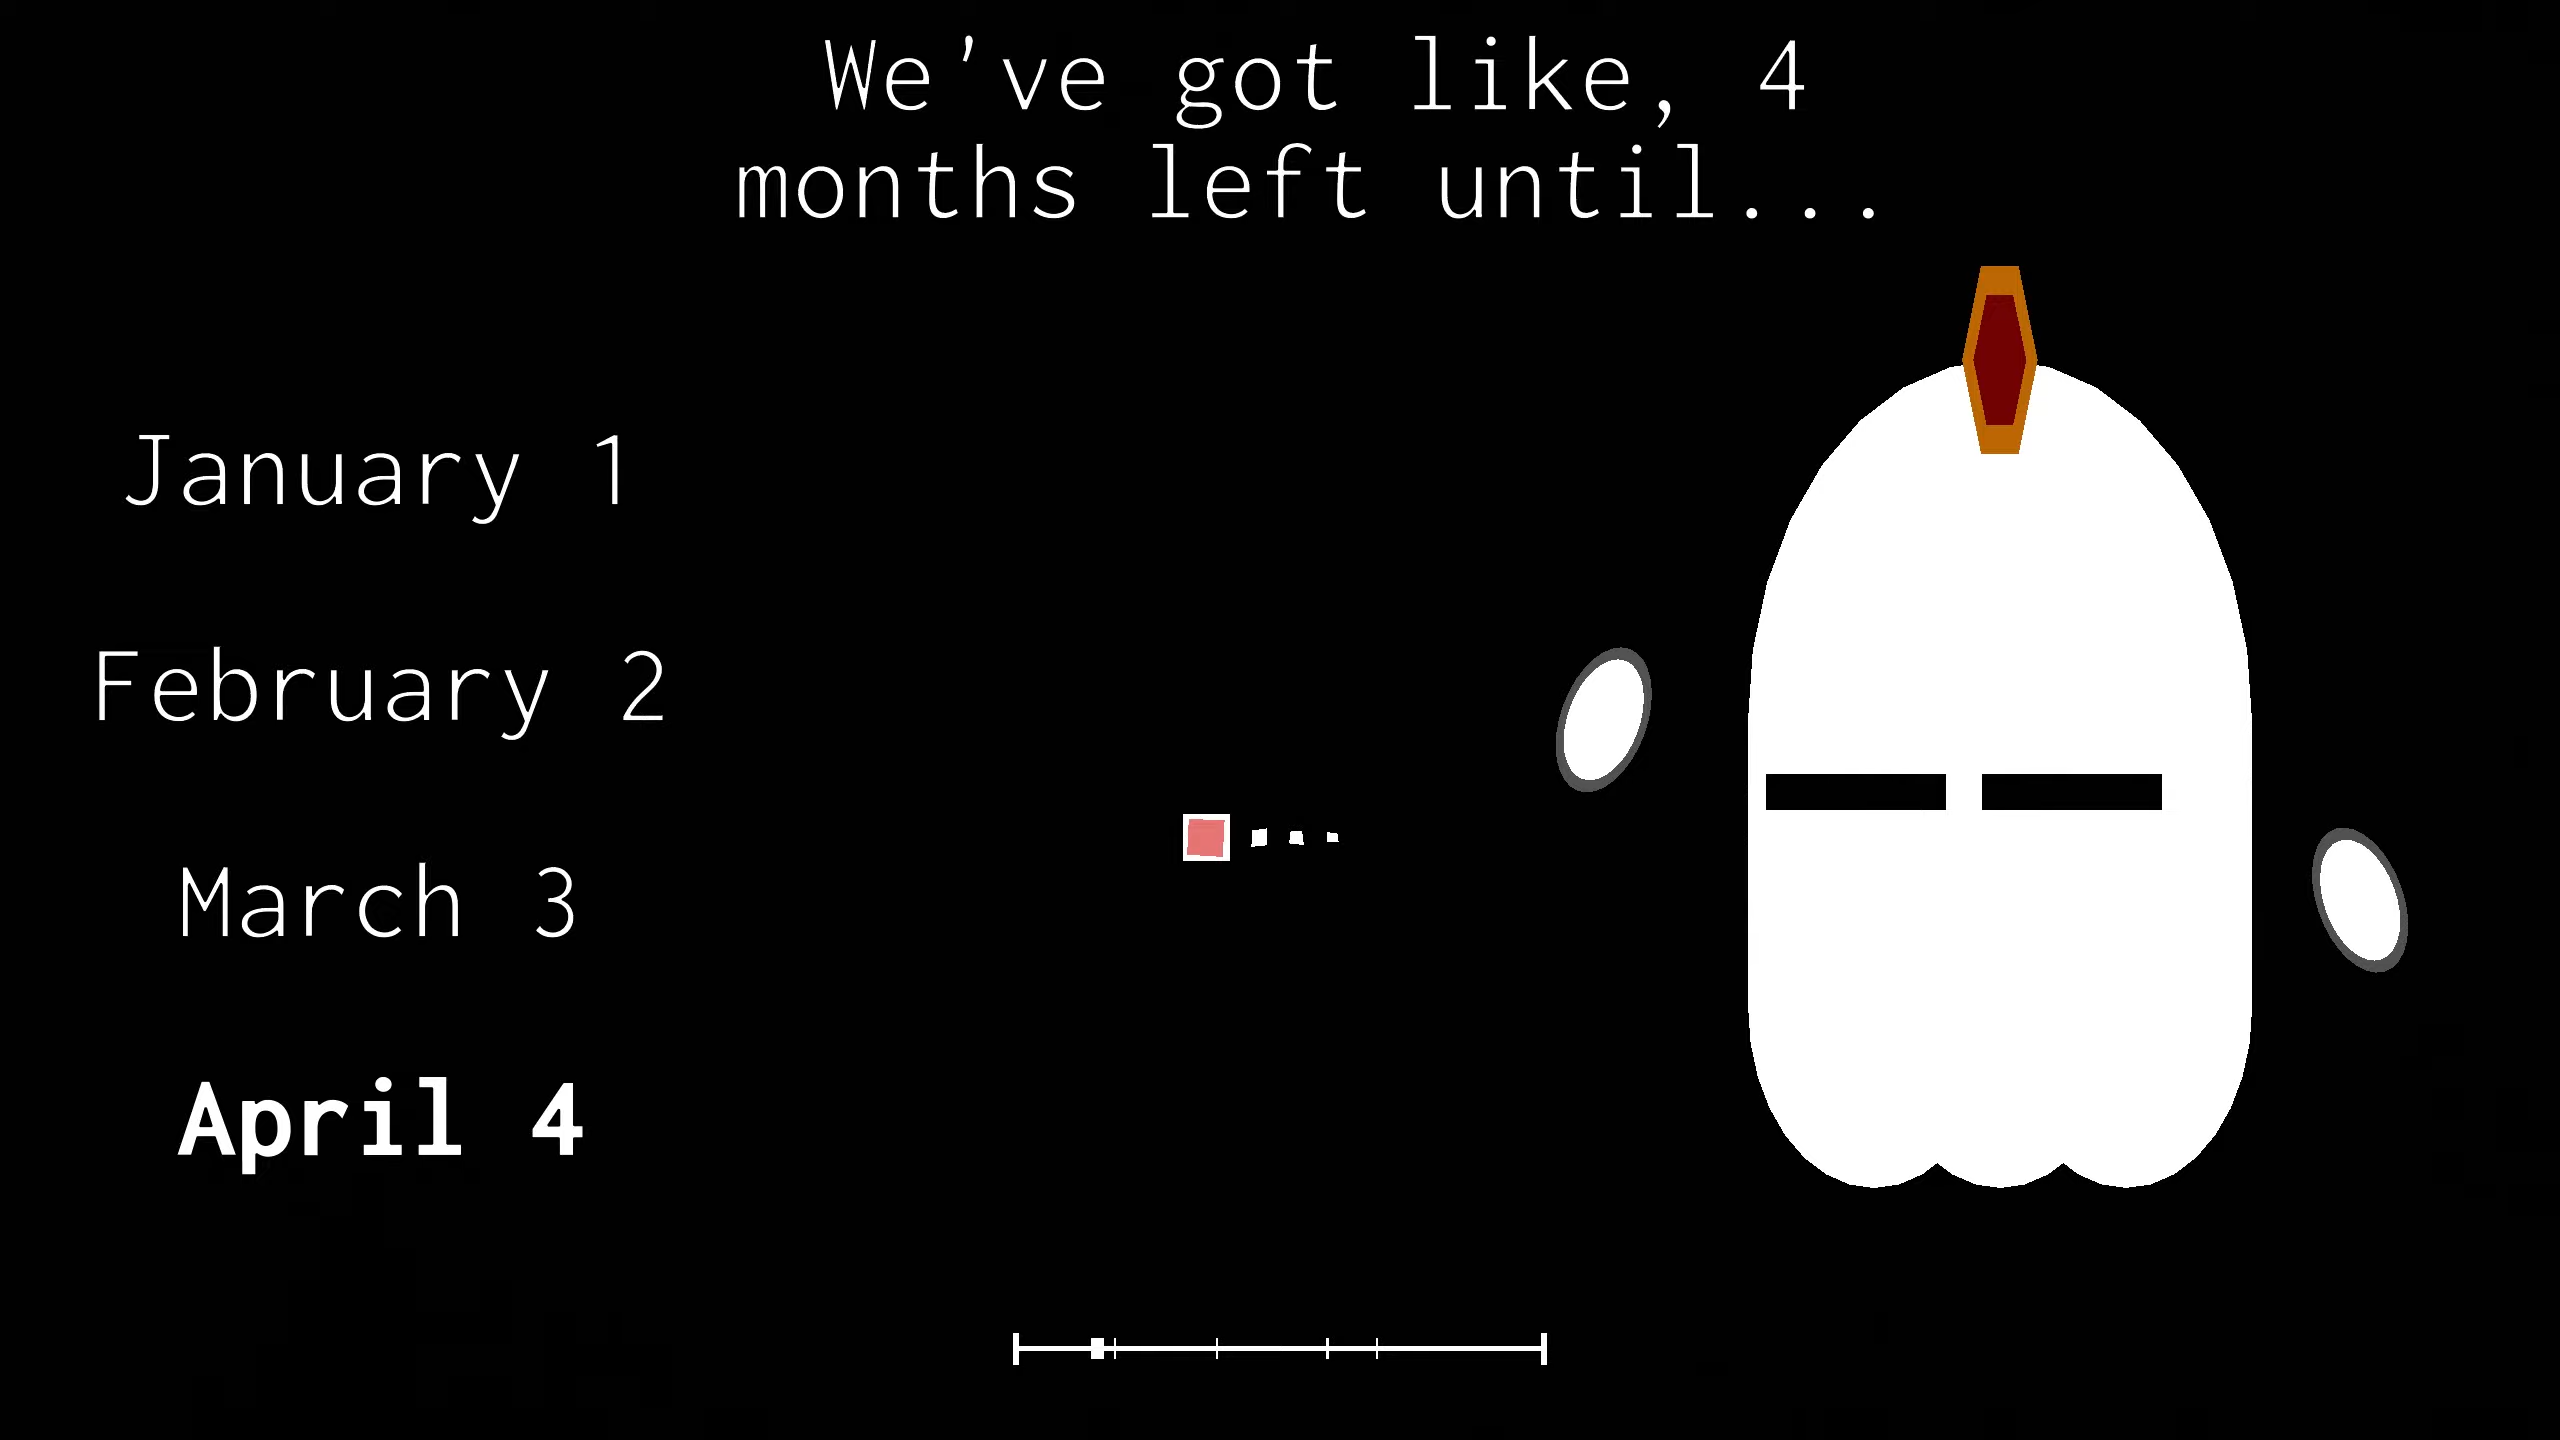 We've got like, 4
months left until...
January 1
February 2
March 3
April 4